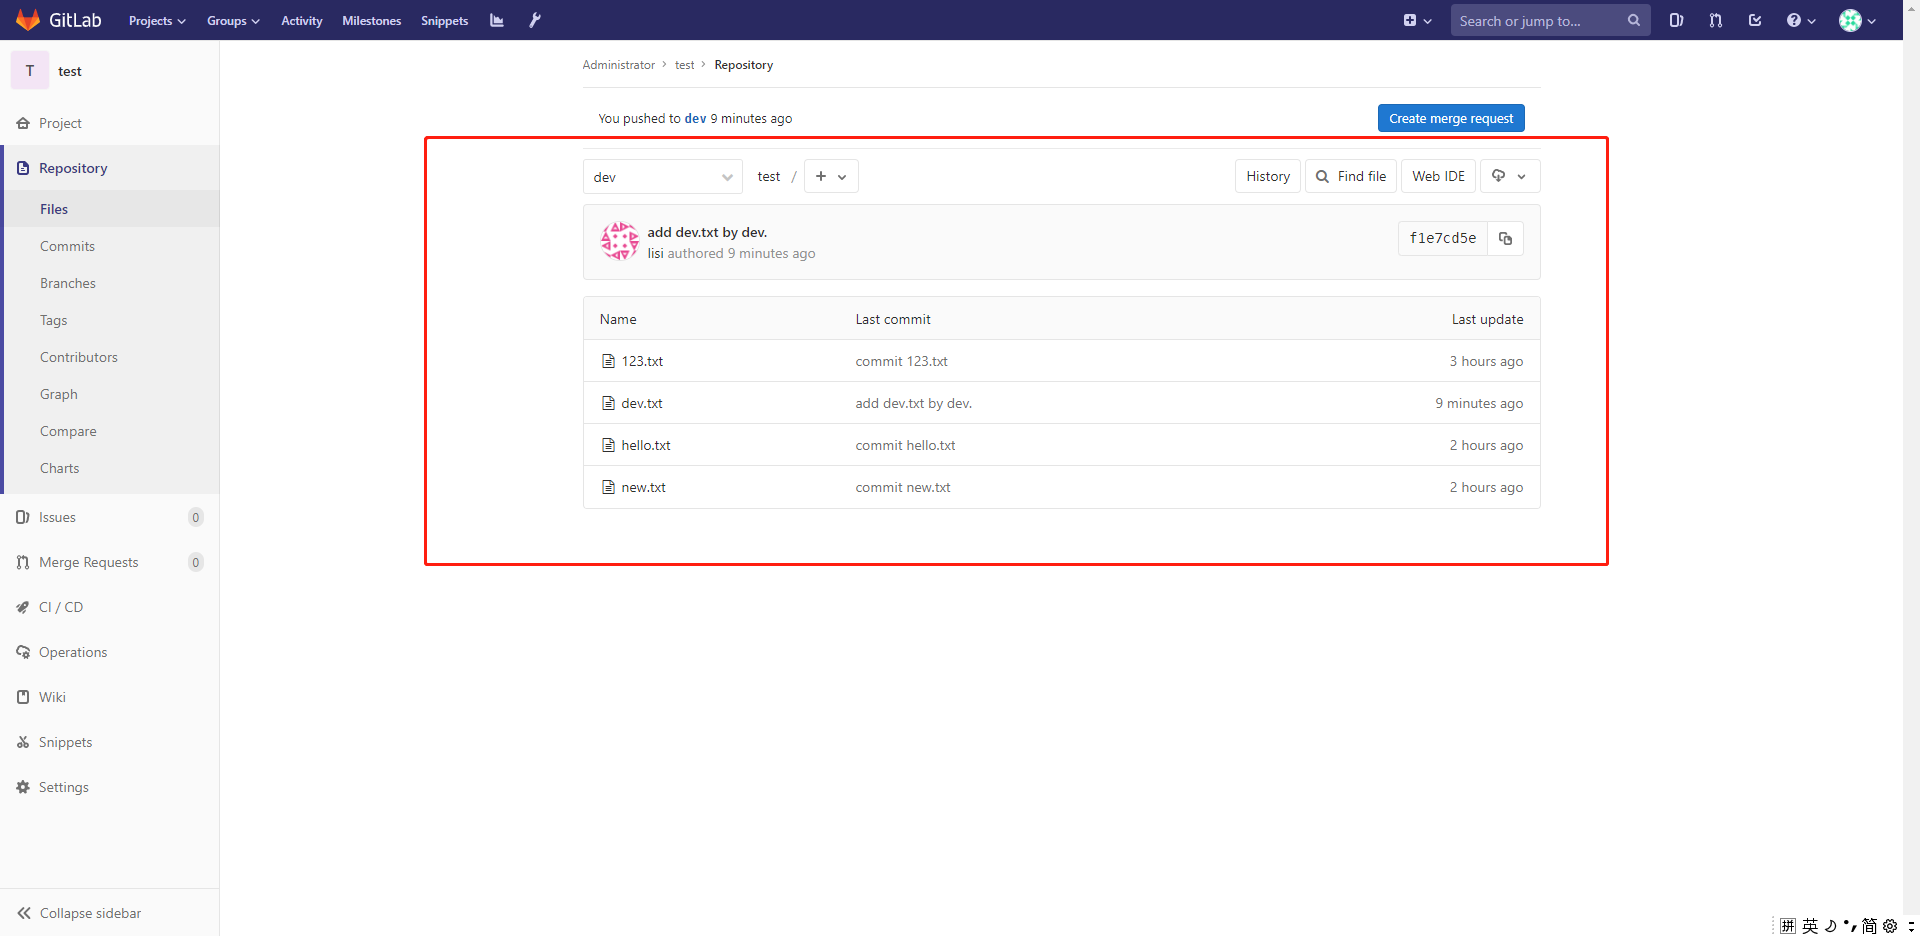 GitLab Projects Groups Activity Milestones Snippets Search or jump to...
T test
Administrator > test > Repository
Project
You pushed to dev 9 minutes ago Create merge request
Repository
dev test / + History Find file Web IDE
Files
add dev.txt by dev.
lisi authored 9 minutes ago
f1e7cd5e
Commits
Branches
Tags
Contributors
Graph
Compare
Charts
Name Last commit Last update
123.txt commit 123.txt 3 hours ago
dev.txt add dev.txt by dev. 9 minutes ago
hello.txt commit hello.txt 2 hours ago
new.txt commit new.txt 2 hours ago
Issues 0
Merge Requests 0
CI / CD
Operations
Wiki
Snippets
Settings
Collapse sidebar
拼 英 简